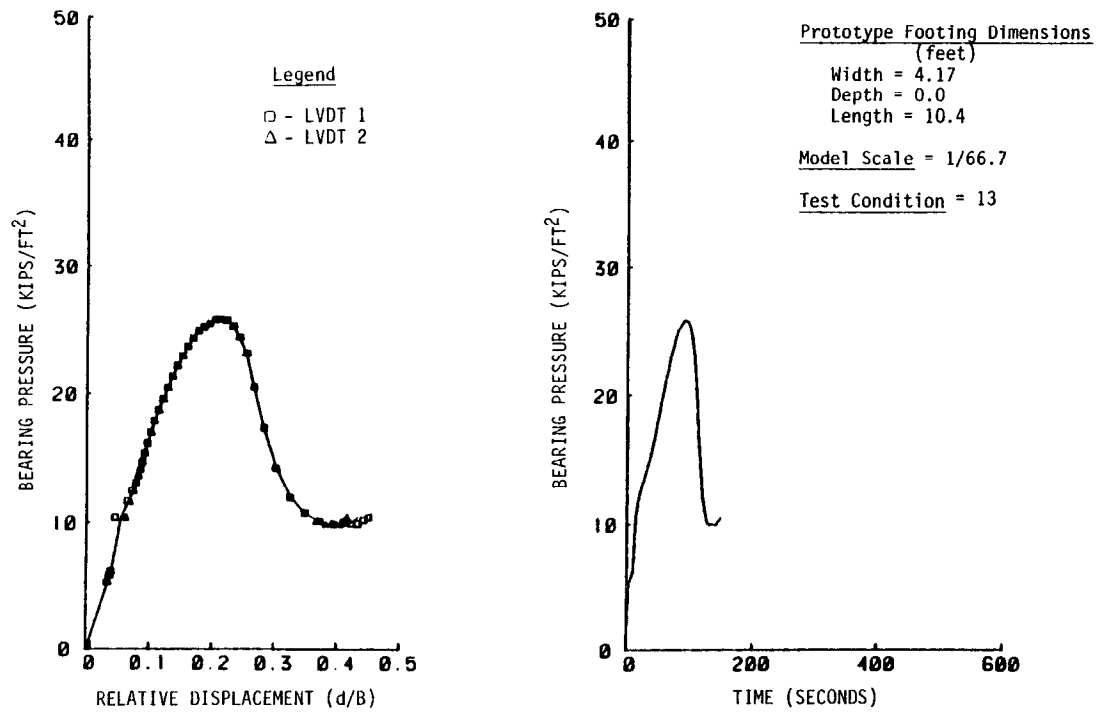 50
40
30
20
10
0
BEARING PRESSURE (KIPS/FT²)
Legend
□ - LVDT 1
△ - LVDT 2
0 0.1 0.2 0.3 0.4 0.5
RELATIVE DISPLACEMENT (d/B)
50
40
30
20
10
0
BEARING PRESSURE (KIPS/FT²)
Prototype Footing Dimensions
(feet)
Width = 4.17
Depth = 0.0
Length = 10.4
Model Scale = 1/66.7
Test Condition = 13
0 200 400 600
TIME (SECONDS)